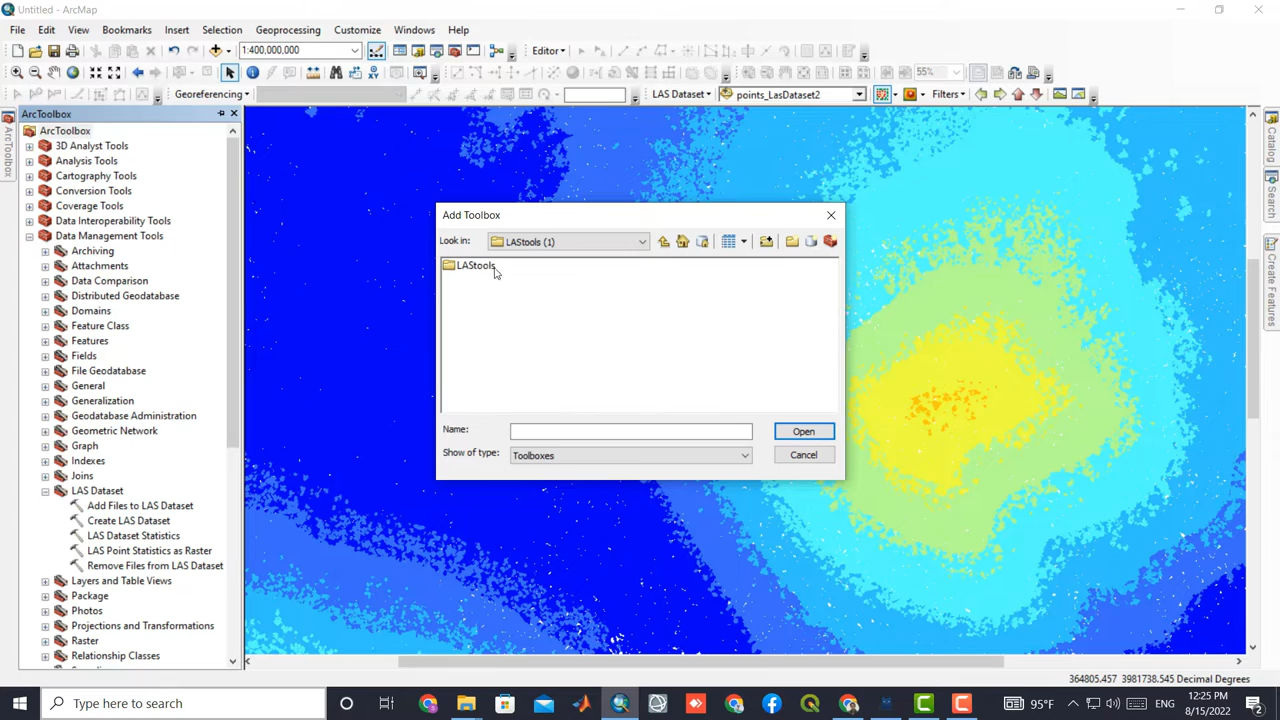 Untitled - ArcMap
File Edit View Bookmarks Insert Selection Geoprocessing Customize Windows Help
1:400,000,000
Editor
55%
Georeferencing
LAS Dataset
points_LasDataset2
Filters
ArcToolbox
ArcToolbox
ArcToolbox
3D Analyst Tools
Analysis Tools
Cartography Tools
Conversion Tools
Coverage Tools
Data Interoperability Tools
Data Management Tools
Archiving
Attachments
Data Comparison
Distributed Geodatabase
Domains
Feature Class
Features
Fields
File Geodatabase
General
Generalization
Geodatabase Administration
Geometric Network
Graph
Indexes
Joins
LAS Dataset
Add Files to LAS Dataset
Create LAS Dataset
LAS Dataset Statistics
LAS Point Statistics as Raster
Remove Files from LAS Dataset
Layers and Table Views
Package
Photos
Projections and Transformations
Raster
Relationship Classes
Add Toolbox
Look in:
LAStools (1)
LAStools
Name:
Open
Show of type:
Toolboxes
Cancel
Catalog
Search
Create Features
364805.457 3981738.545 Decimal Degrees
Type here to search
95°F
ENG
12:25 PM
8/15/2022
2